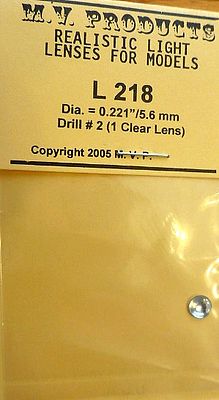 M.V. PRODUCTS
REALISTIC LIGHT
LENSES FOR MODELS
L 218
Dia. = 0.221"/5.6 mm
Drill # 2 (1 Clear Lens)
Copyright 2005 M. V. P.